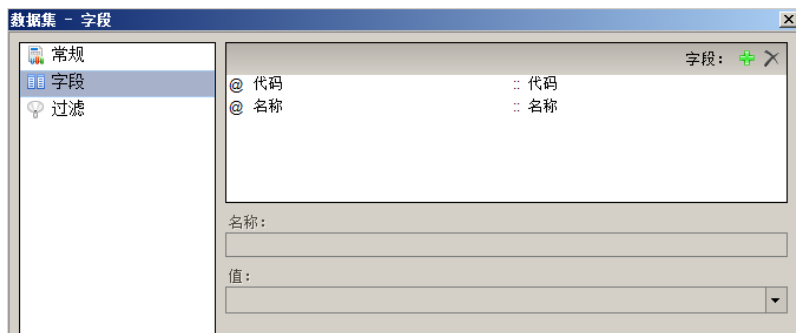 数据集 - 字段
常规
字段
过滤
字段:
@ 代码 :: 代码
@ 名称 :: 名称
名称:
值: